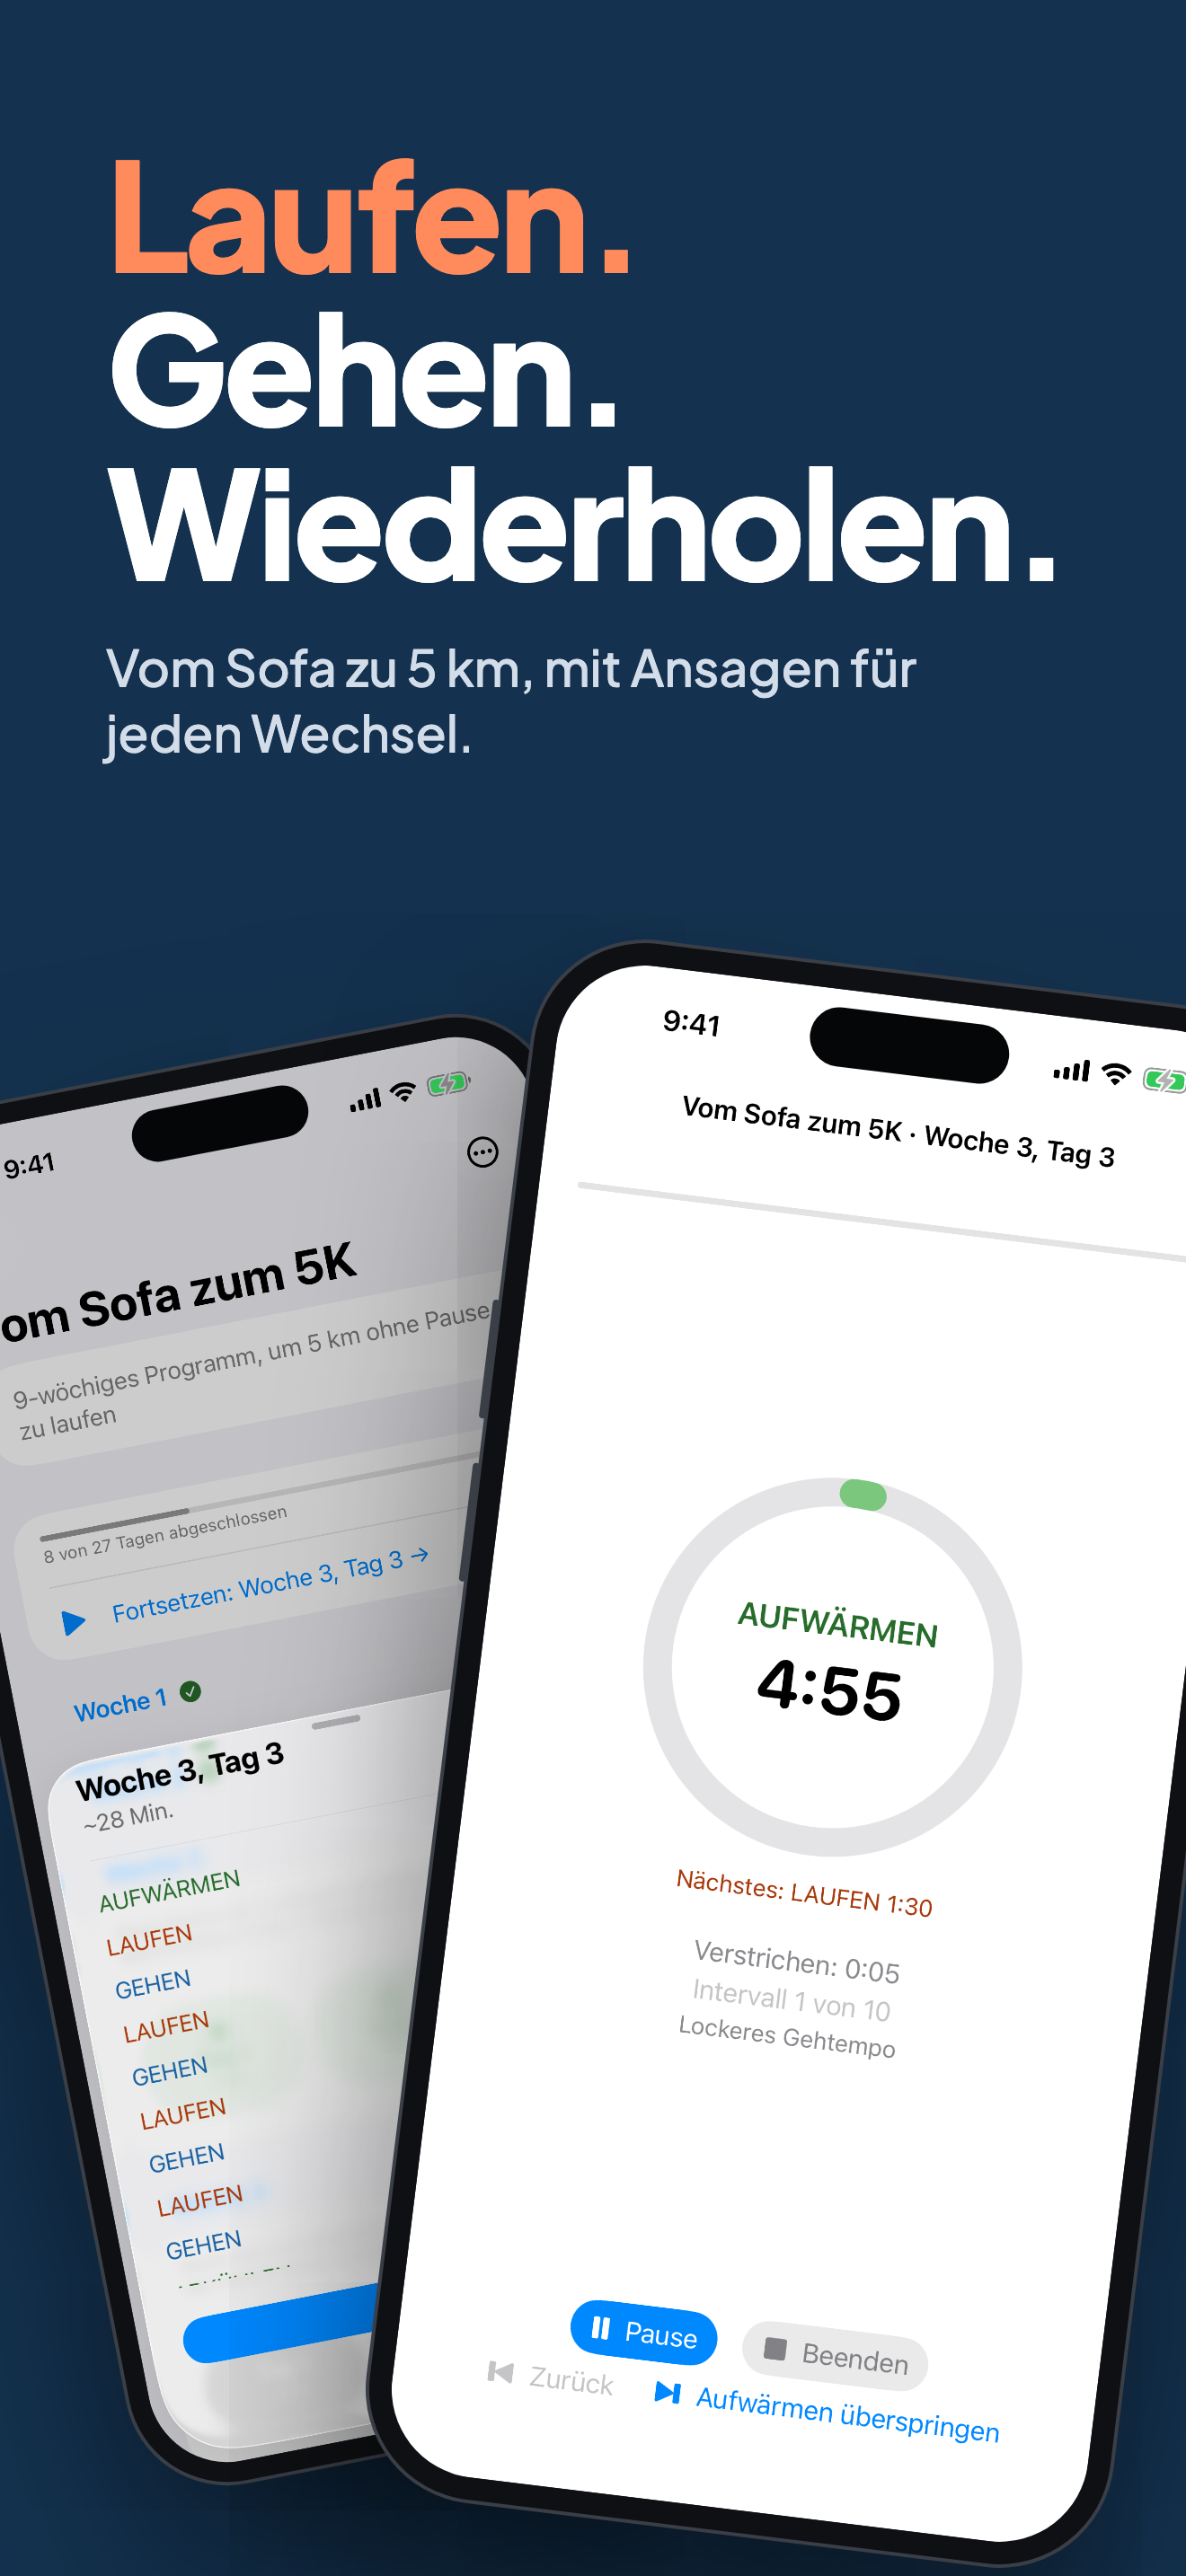 Laufen.
Gehen.
Wiederholen.
Vom Sofa zu 5 km, mit Ansagen für
jeden Wechsel.
9:41
om Sofa zum 5K
9-wöchiges Programm, um 5 km ohne Pause
zu laufen
8 von 27 Tagen abgeschlossen
Fortsetzen: Woche 3, Tag 3 →
Woche 1
Woche 3, Tag 3
~28 Min.
AUFWÄRMEN
LAUFEN
GEHEN
LAUFEN
GEHEN
LAUFEN
GEHEN
LAUFEN
GEHEN
9:41
Vom Sofa zum 5K · Woche 3, Tag 3
AUFWÄRMEN
4:55
Nächstes: LAUFEN 1:30
Verstrichen: 0:05
Intervall 1 von 10
Lockeres Gehtempo
Pause
Beenden
Zurück
Aufwärmen überspringen